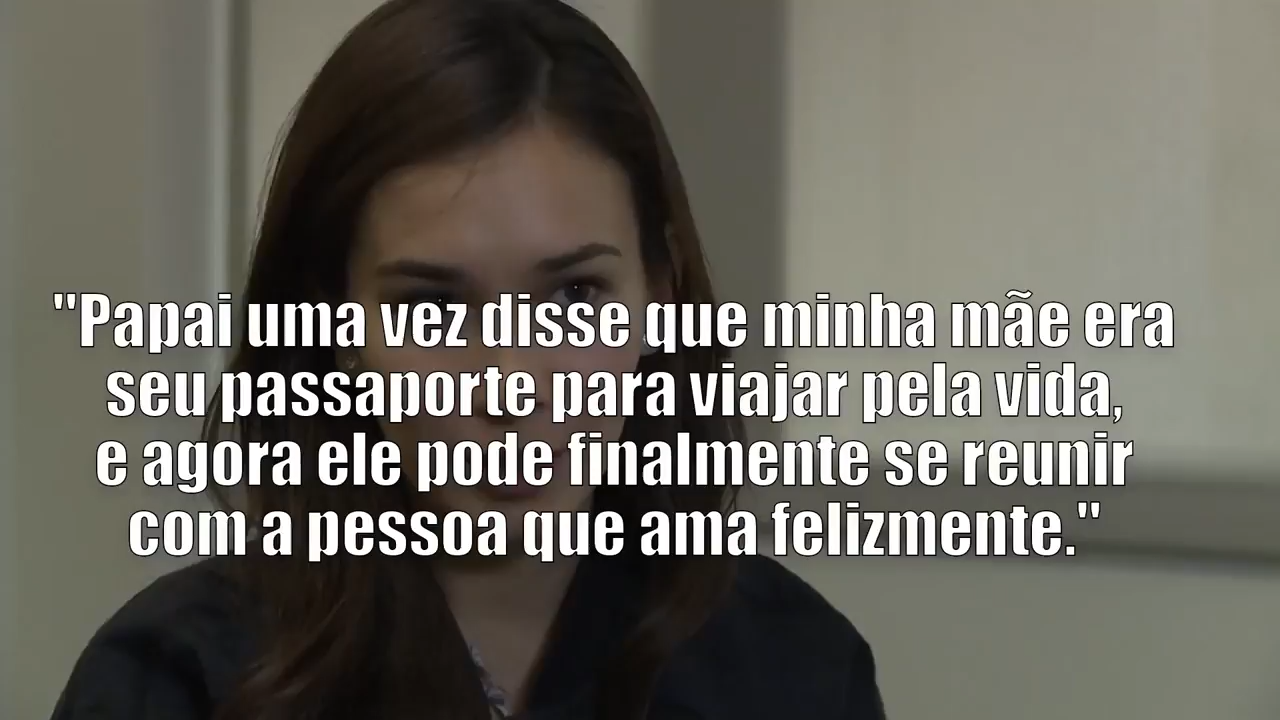 "Papai uma vez disse que minha mãe era
seu passaporte para viajar pela vida,
e agora ele pode finalmente se reunir
com a pessoa que ama felizmente."